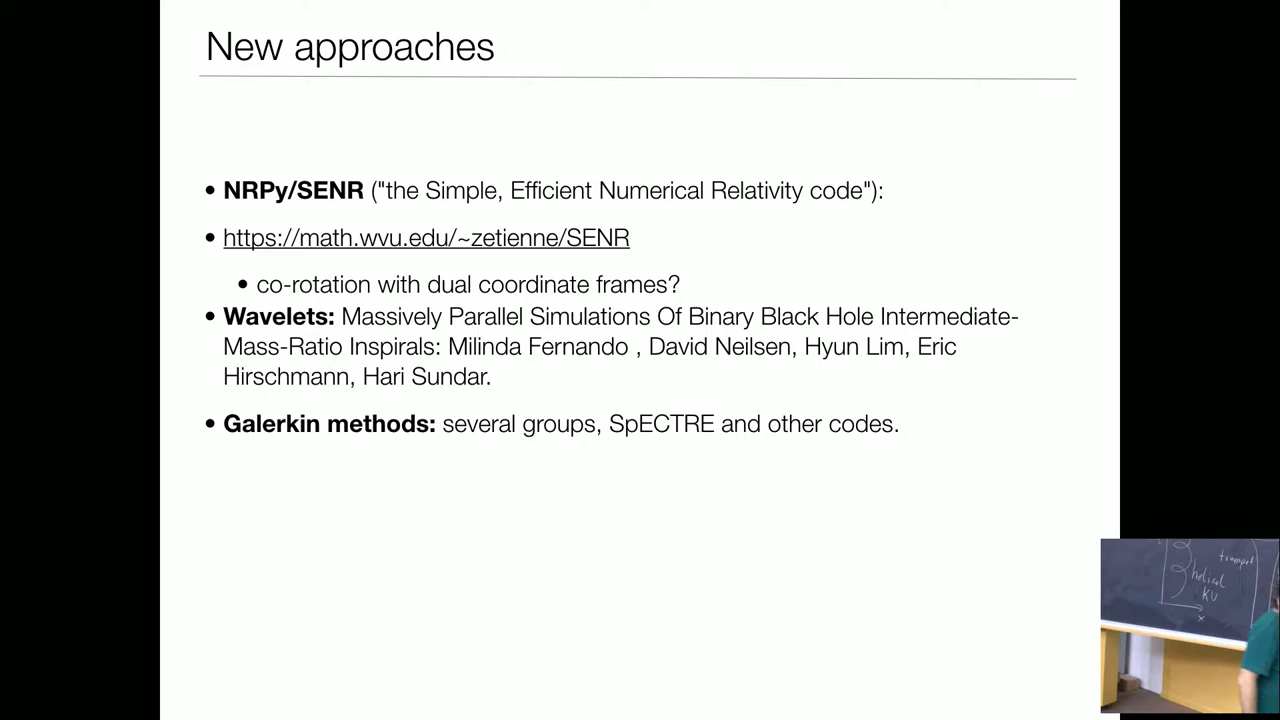 New approaches
• NRPy/SENR ("the Simple, Efficient Numerical Relativity code"):
• https://math.wvu.edu/~zetienne/SENR
• co-rotation with dual coordinate frames?
• Wavelets: Massively Parallel Simulations Of Binary Black Hole Intermediate-
Mass-Ratio Inspirals: Milinda Fernando , David Neilsen, Hyun Lim, Eric
Hirschmann, Hari Sundar.
• Galerkin methods: several groups, SpECTRE and other codes.
helical
KV
x